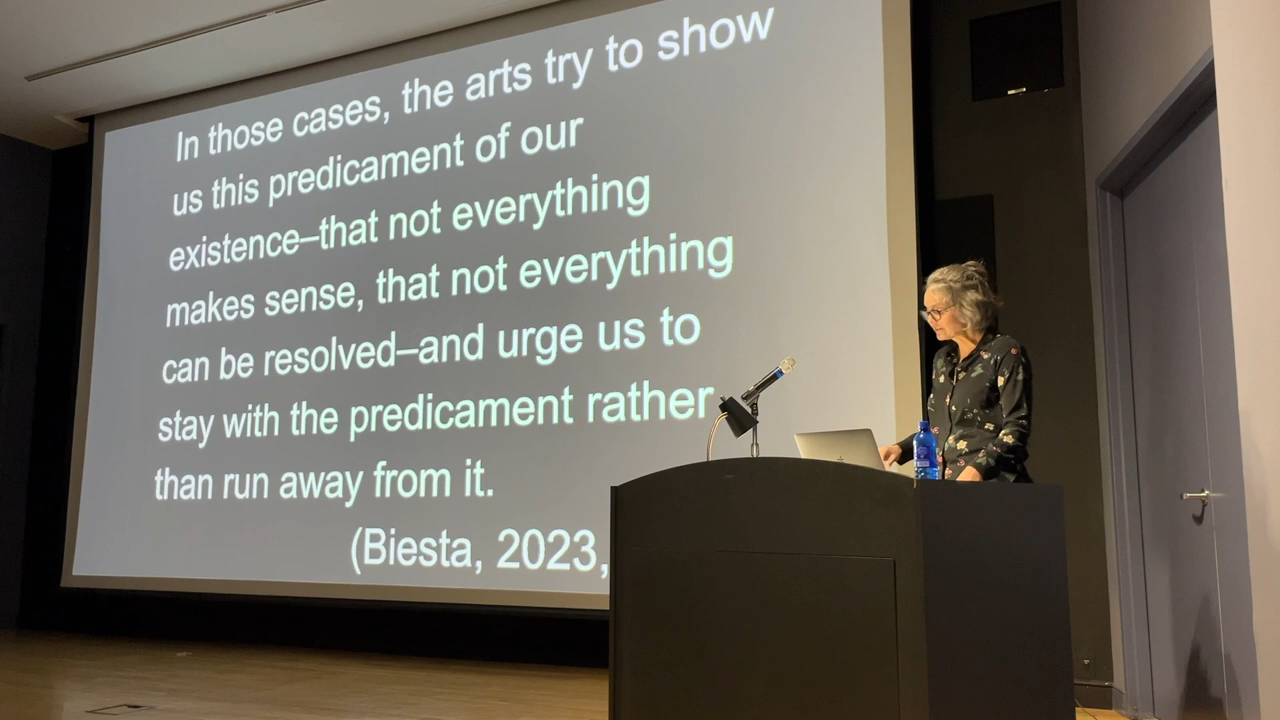 In those cases, the arts try to show
us this predicament of our
existence–that not everything
makes sense, that not everything
can be resolved–and urge us to
stay with the predicament rather
than run away from it.
(Biesta, 2023,